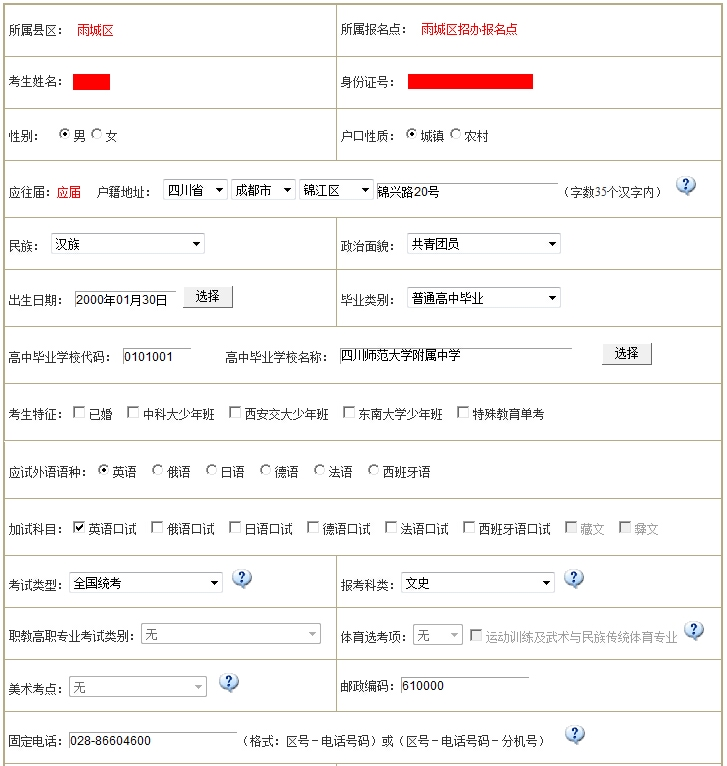 所属县区： 雨城区 所属报名点： 雨城区招办报名点
考生姓名： 身份证号：
性别： 男 女 户口性质： 城镇 农村
应往届：应届 户籍地址： 四川省 成都市 锦江区 锦兴路20号 （字数35个汉字内）
民族： 汉族 政治面貌： 共青团员
出生日期： 2000年01月30日 选择 毕业类别： 普通高中毕业
高中毕业学校代码： 0101001 高中毕业学校名称： 四川师范大学附属中学 选择
考生特征： 已婚 中科大少年班 西安交大少年班 东南大学少年班 特殊教育单考
应试外语语种： 英语 俄语 日语 德语 法语 西班牙语
加试科目： 英语口试 俄语口试 日语口试 德语口试 法语口试 西班牙语口试 藏文 彝文
考试类型： 全国统考 ? 报考科类： 文史 ?
职教高职专业考试类别： 无 体育选考项： 无 运动训练及武术与民族传统体育专业 ?
美术考点： 无 ? 邮政编码： 610000
固定电话： 028-86604600 （格式：区号-电话号码）或（区号-电话号码-分机号） ?